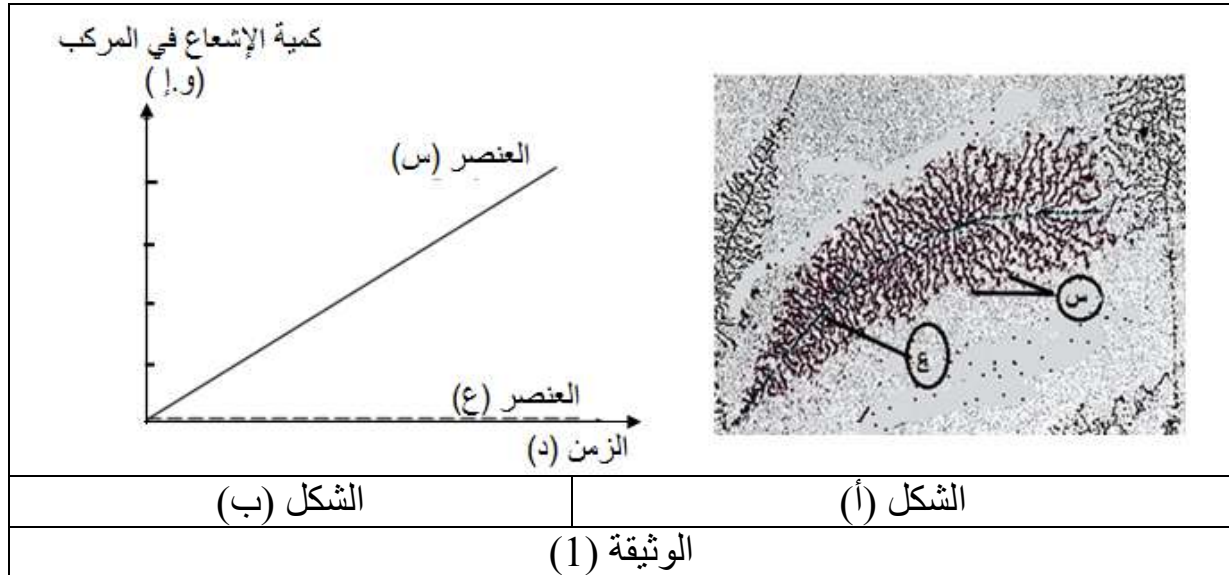 كمية الإشعاع في المركب
(و.إ )
العنصر (س)
العنصر (ع)
الزمن (د)
س
ع
الشكل (أ)
الشكل (ب)
الوثيقة (1)